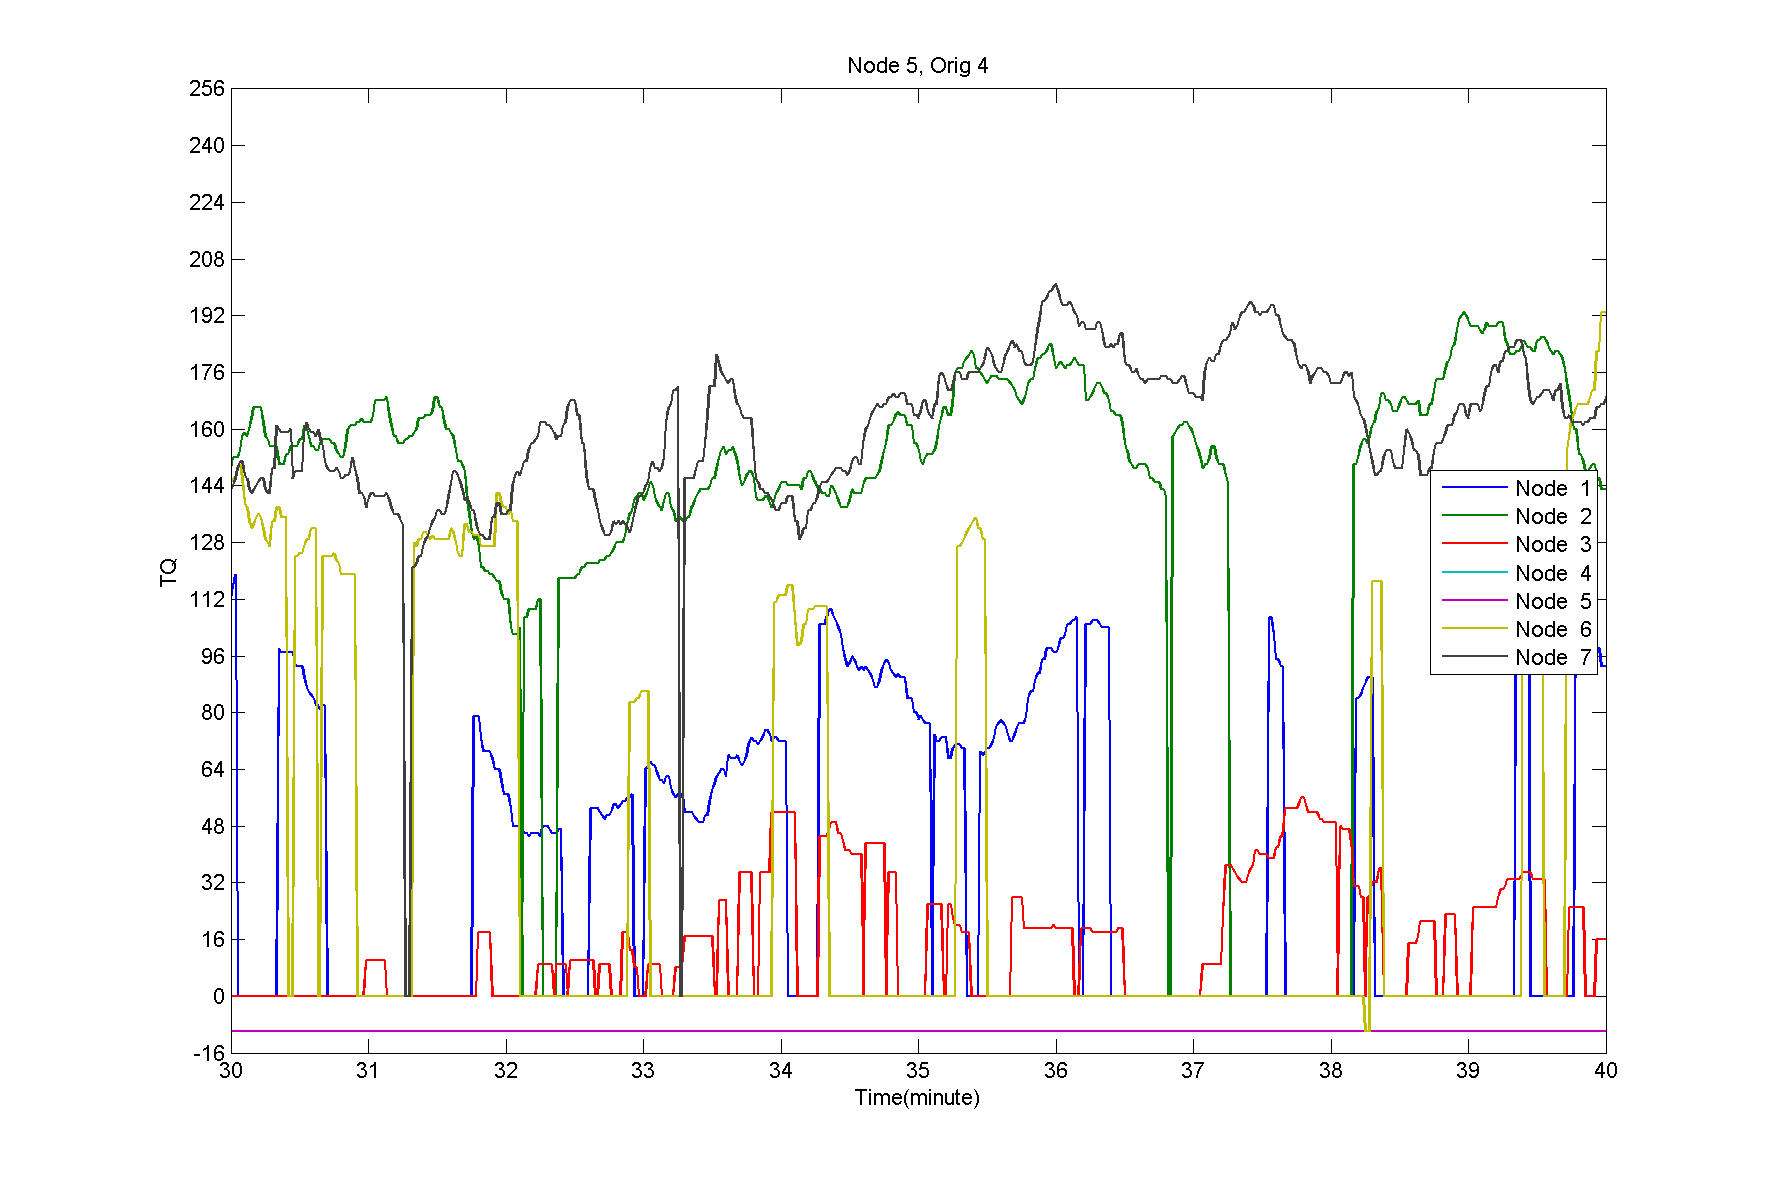 Node 5, Orig 4
256
240
224
208
192
176
160
144
128
112
96
80
64
48
32
16
0
-16
TQ
Node 1
Node 2
Node 3
Node 4
Node 5
Node 6
Node 7
30 31 32 33 34 35 36 37 38 39 40
Time(minute)